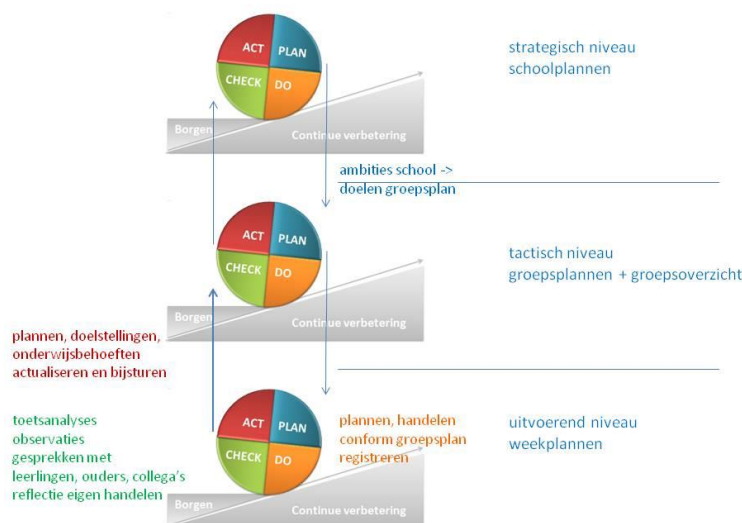 ACT
PLAN
CHECK
DO
Borgen
Continue verbetering
strategisch niveau
schoolplannen
ambities school ->
doelen groepsplan
ACT
PLAN
CHECK
DO
Borgen
Continue verbetering
tactisch niveau
groepsplannen + groepsoverzicht
plannen, doelstellingen,
onderwijsbehoeften
actualiseren en bijsturen
toetsanalyses
observaties
gesprekken met
leerlingen, ouders, collega's
reflectie eigen handelen
ACT
PLAN
CHECK
DO
Borgen
Continue verbetering
plannen, handelen
conform groepsplan
registreren
uitvoerend niveau
weekplannen